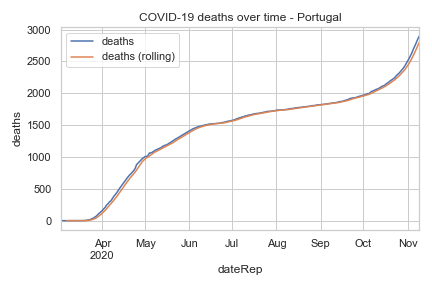 COVID-19 deaths over time - Portugal
deaths
deaths (rolling)
3000
2500
2000
1500
1000
500
0
deaths
Apr May Jun Jul Aug Sep Oct Nov
2020
dateRep